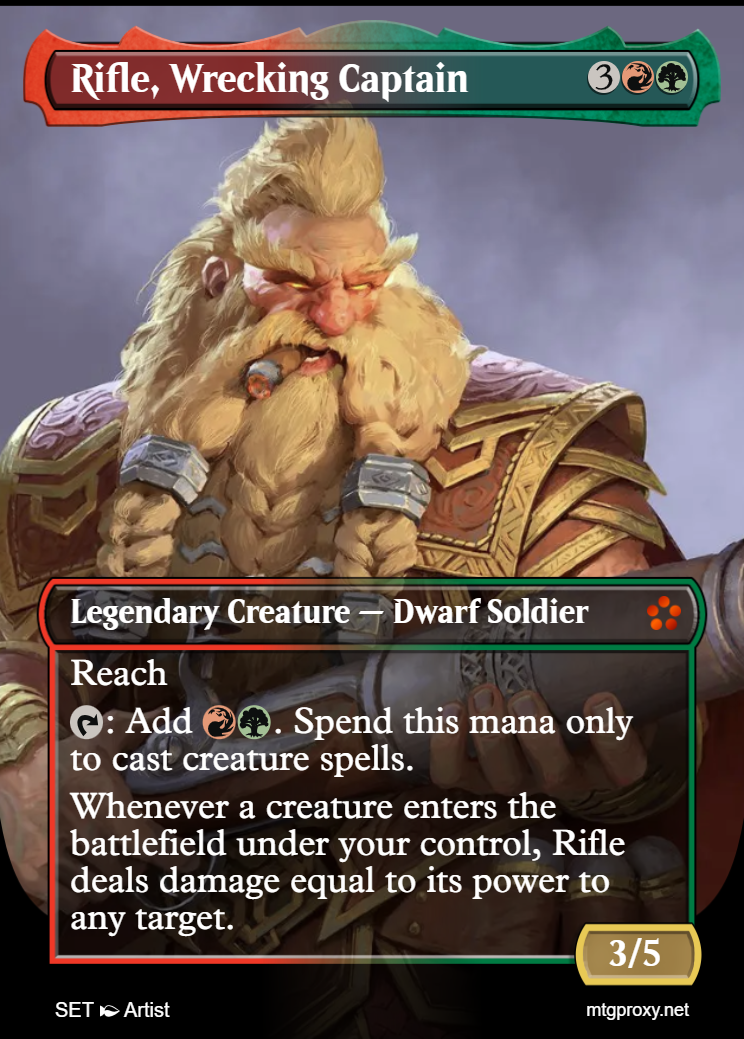 Rifle, Wrecking Captain 3
Legendary Creature — Dwarf Soldier
Reach
: Add . Spend this mana only
to cast creature spells.
Whenever a creature enters the
battlefield under your control, Rifle
deals damage equal to its power to
any target.
3/5
SET Artist
mtgproxy.net